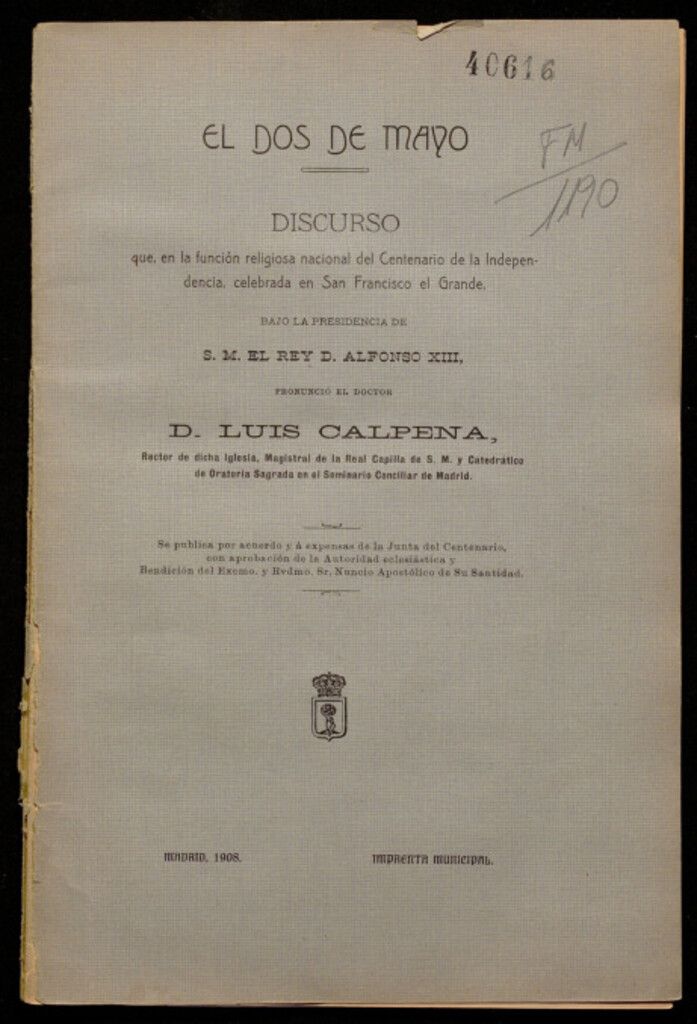 40616
EL DOS DE MAYO
FM
1190
DISCURSO
que, en la función religiosa nacional del Centenario de la Indepen-
dencia, celebrada en San Francisco el Grande,
BAJO LA PRESIDENCIA DE
S. M. EL REY D. ALFONSO XIII,
PRONUNCIÓ EL DOCTOR
D. LUIS CALPENA,
Rector de dicha Iglesia, Magistral de la Real Capilla de S. M. y Catedrático
de Oratoria Sagrada en el Seminario Conciliar de Madrid.
Se publica por acuerdo y á expensas de la Junta del Centenario,
con aprobación de la Autoridad eclesiástica y
Bendición del Excmo. y Rvdmo. Sr. Nuncio Apostólico de Su Santidad.
MADRID, 1908.
IMPRENTA MUNICIPAL.